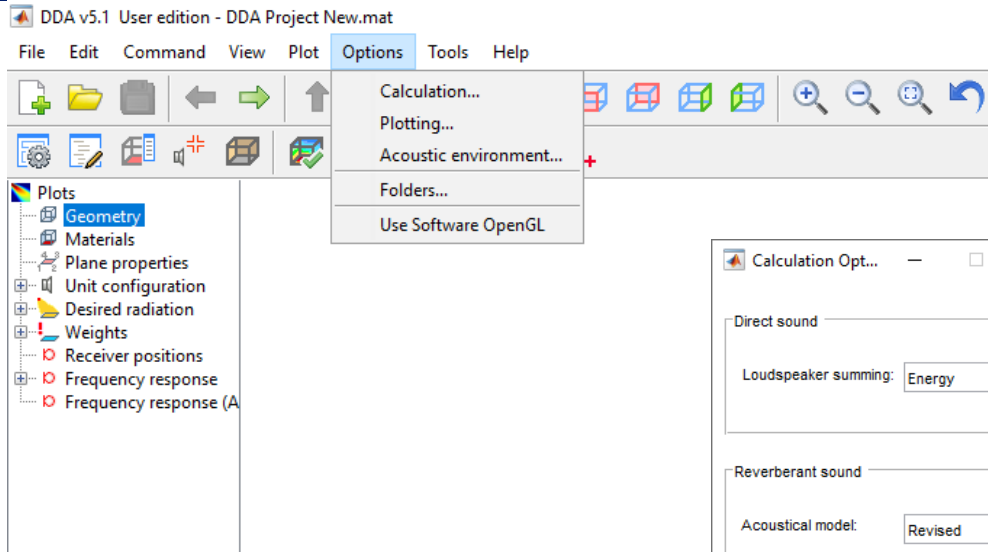 DDA v5.1 User edition - DDA Project New.mat
File Edit Command View Plot Options Tools Help
Calculation...
Plotting...
Acoustic environment...
Folders...
Use Software OpenGL
Plots
Geometry
Materials
Plane properties
Unit configuration
Desired radiation
Weights
Receiver positions
Frequency response
Frequency response (A
Calculation Opt...
Direct sound
Loudspeaker summing: Energy
Reverberant sound
Acoustical model: Revised